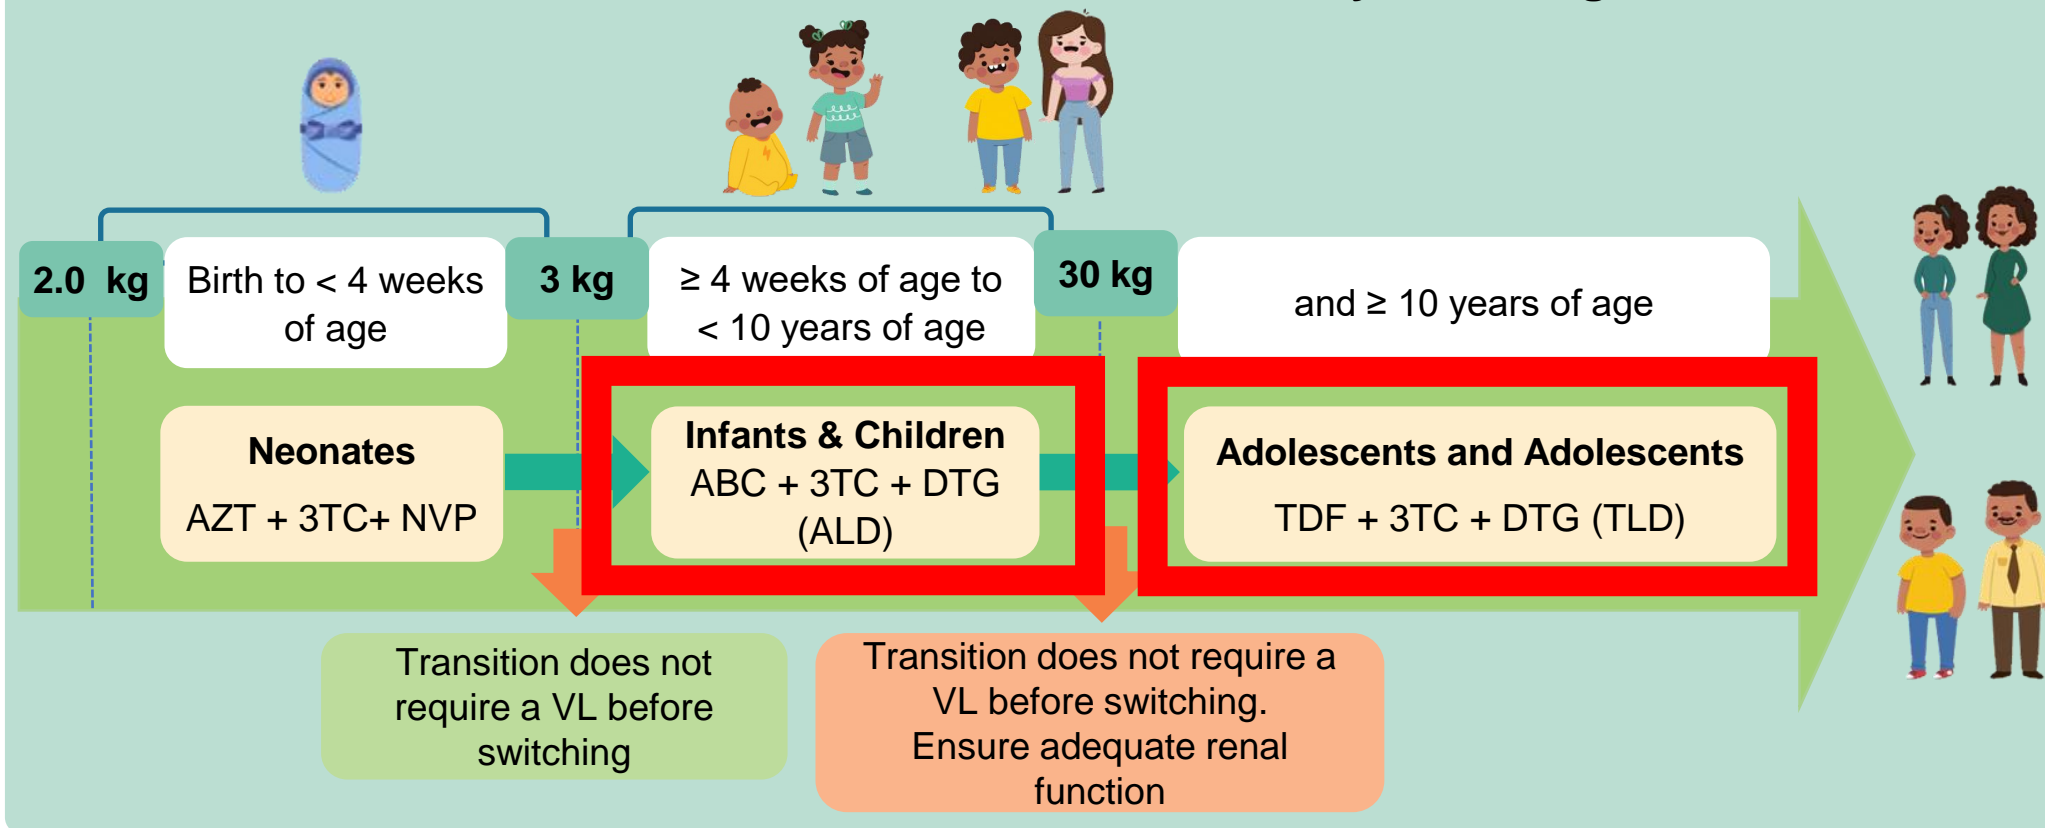 2.0 kg
Birth to < 4 weeks
of age
3 kg
≥ 4 weeks of age to
< 10 years of age
30 kg
and ≥ 10 years of age
Neonates
AZT + 3TC+ NVP
Infants & Children
ABC + 3TC + DTG
(ALD)
Adolescents and Adolescents
TDF + 3TC + DTG (TLD)
Transition does not
require a VL before
switching
Transition does not require a
VL before switching.
Ensure adequate renal
function